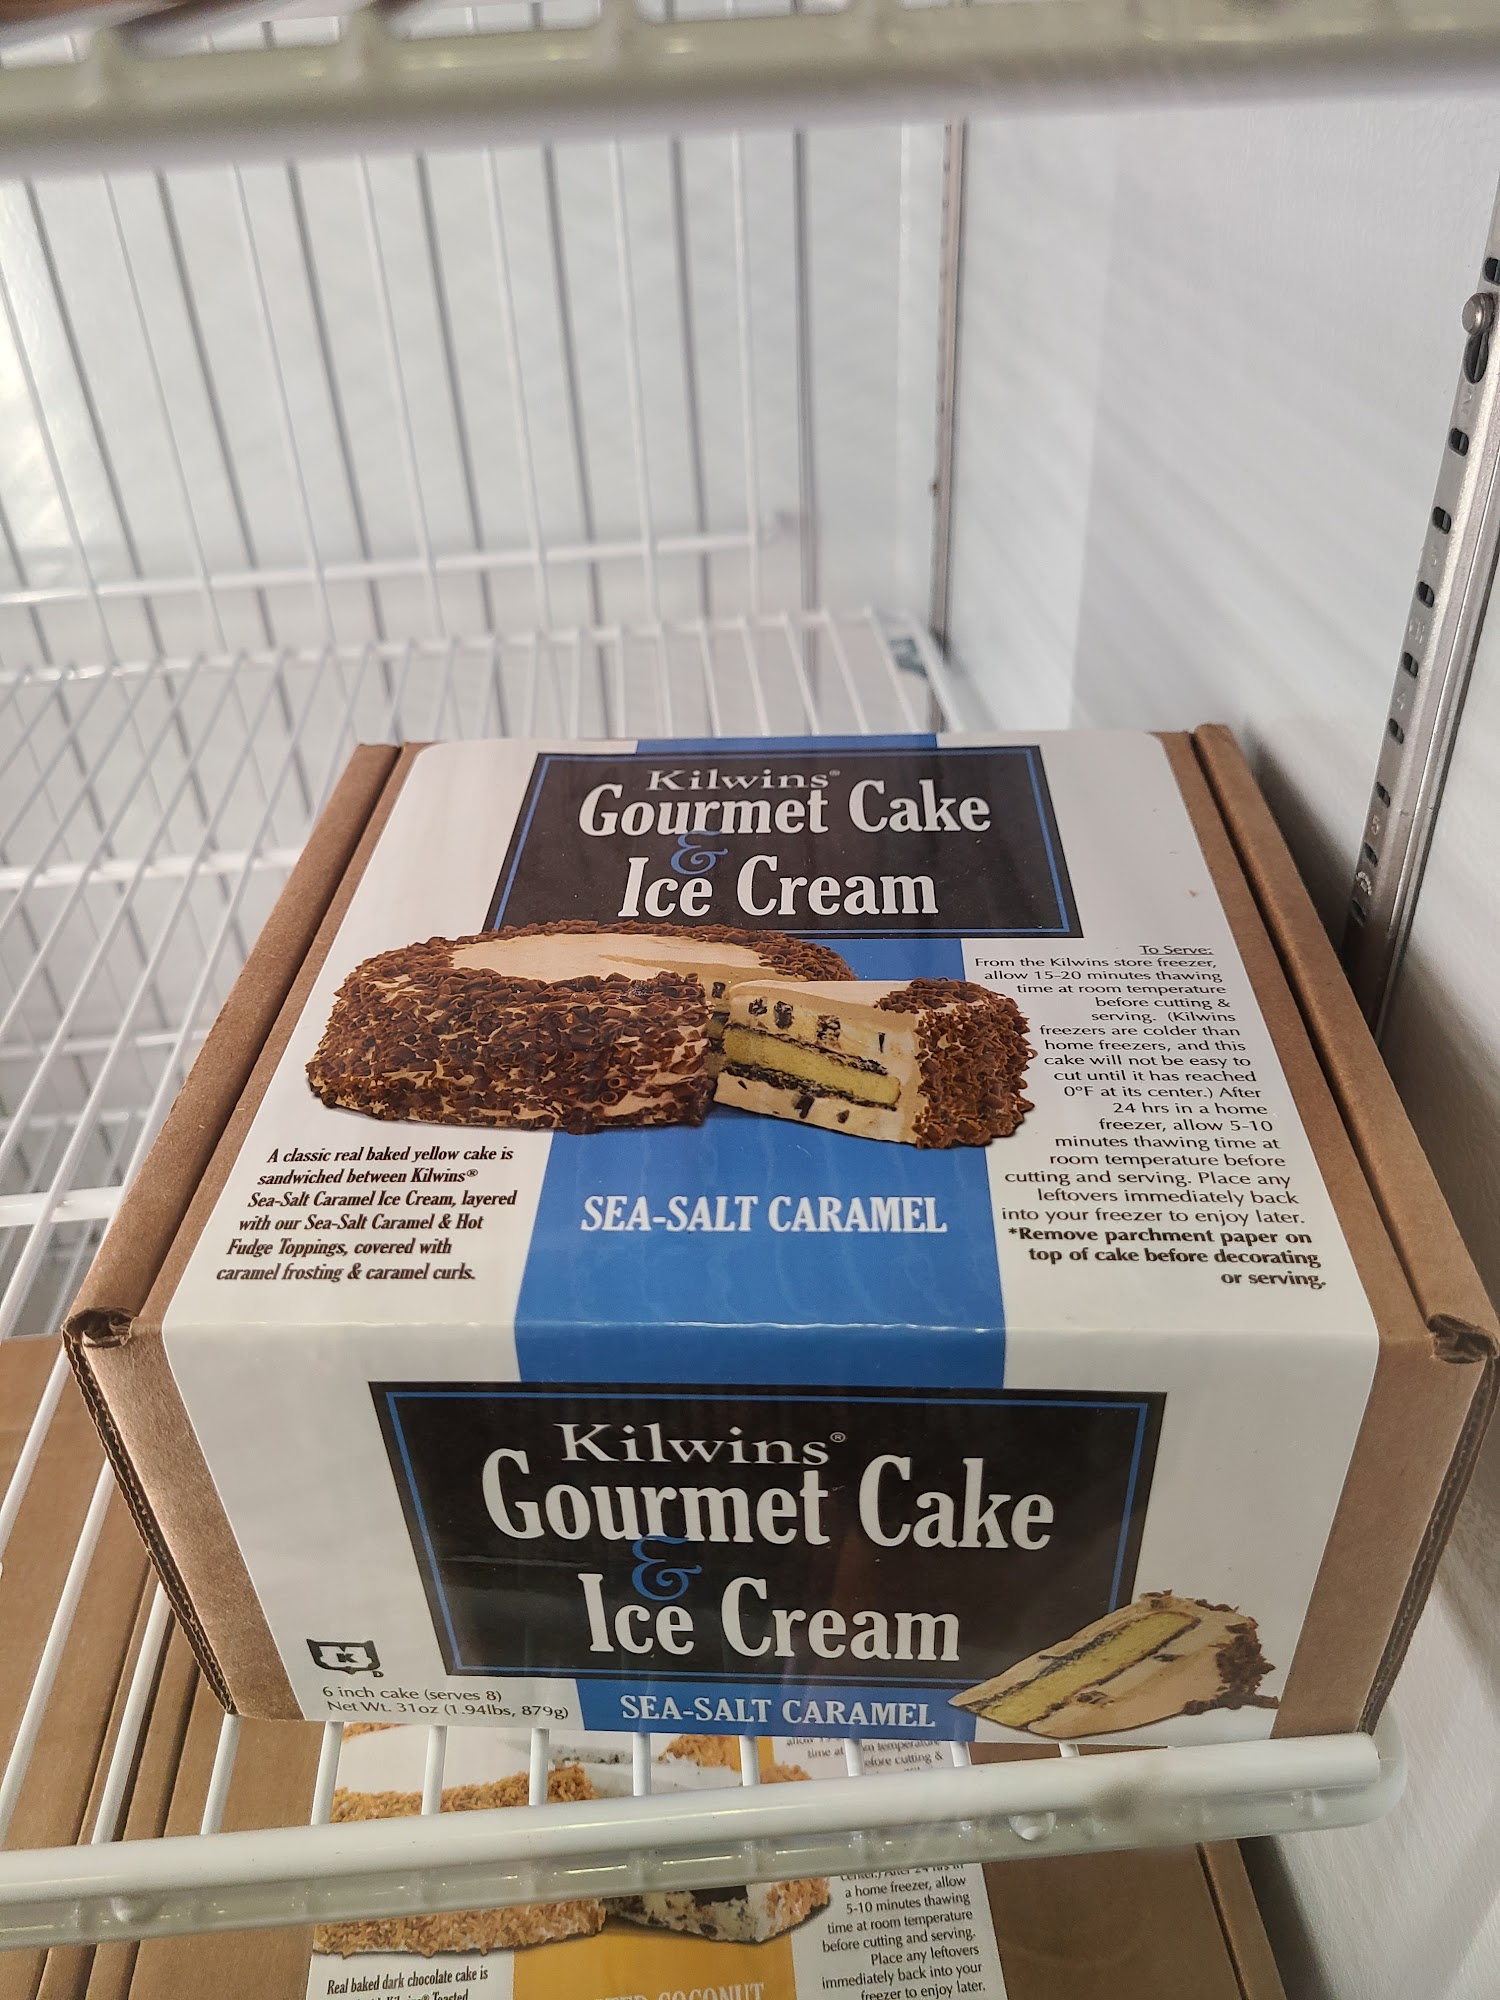 Kilwins®
Gourmet Cake
&
Ice Cream
To Serve:
From the Kilwins store freezer,
allow 15-20 minutes thawing
time at room temperature
before cutting &
serving. (Kilwins
freezers are colder than
home freezers, and this
cake will not be easy to
cut until it has reached
0°F at its center.) After
24 hrs in a home
freezer, allow 5-10
minutes thawing time at
room temperature before
cutting and serving. Place any
leftovers immediately back
into your freezer to enjoy later.
*Remove parchment paper on
top of cake before decorating
or serving.
A classic real baked yellow cake is
sandwiched between Kilwins®
Sea-Salt Caramel Ice Cream, layered
with our Sea-Salt Caramel & Hot
Fudge Toppings, covered with
caramel frosting & caramel curls.
SEA-SALT CARAMEL
Kilwins®
Gourmet Cake
&
Ice Cream
K
D
6 inch cake (serves 8)
Net Wt. 31oz (1.94lbs, 879g)
SEA-SALT CARAMEL
time at
temperature
efore cutting &
a home freezer, allow
5-10 minutes thawing
time at room temperature
before cutting and serving.
Place any leftovers
immediately back into your
freezer to enjoy later.
Real baked dark chocolate cake is
Toasted
COCONUT
5
4